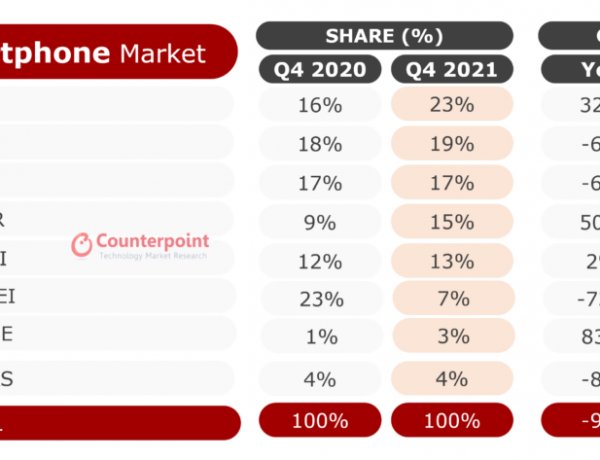 tphone Market SHARE (%)
Q4 2020 Q4 2021 Ye
16% 23% 32
18% 19% -6
17% 17% -6
R 9% 15% 50
Counterpoint
Technology Market Research
I 12% 13% 2
EI 23% 7% -7
E 1% 3% 83
S 4% 4% -8
100% 100% -9